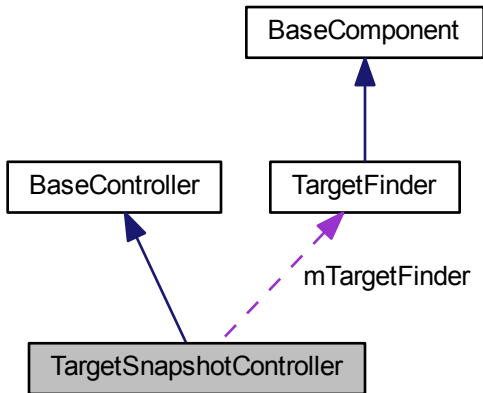 BaseComponent
BaseController
TargetFinder
mTargetFinder
TargetSnapshotController